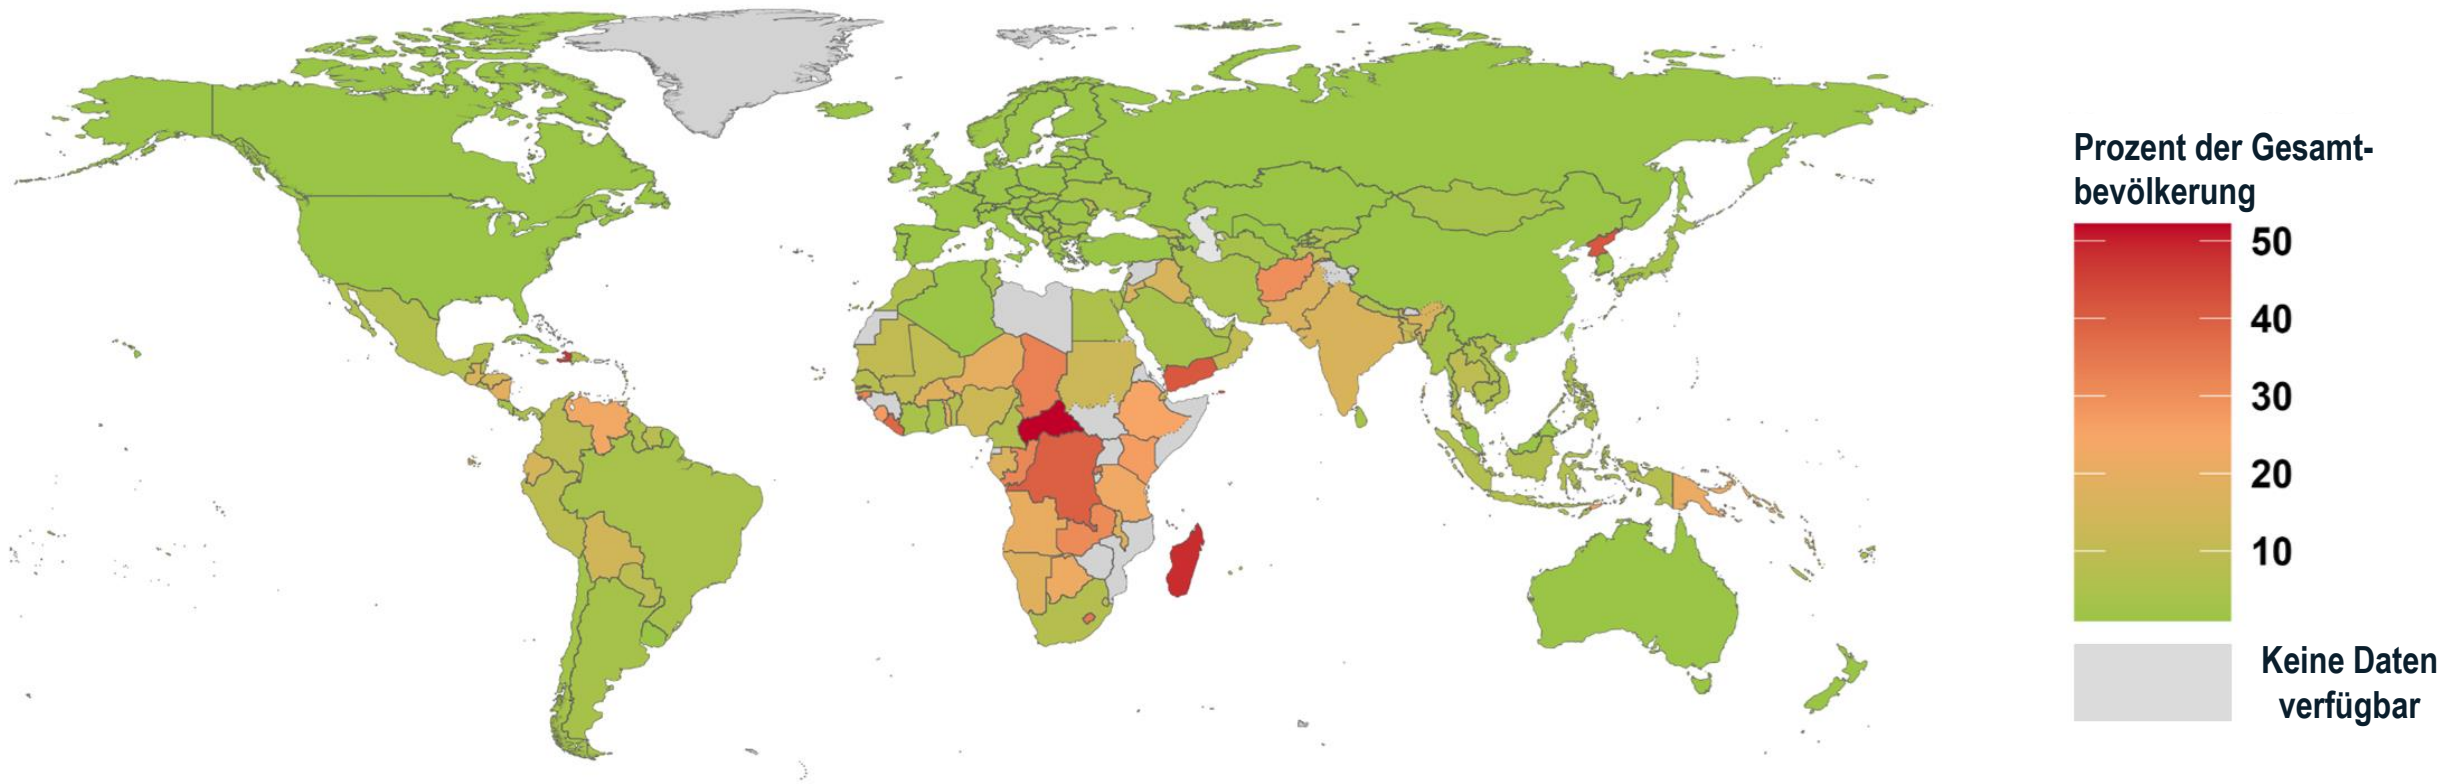 Prozent der Gesamt-
bevölkerung
50
40
30
20
10
Keine Daten
verfügbar